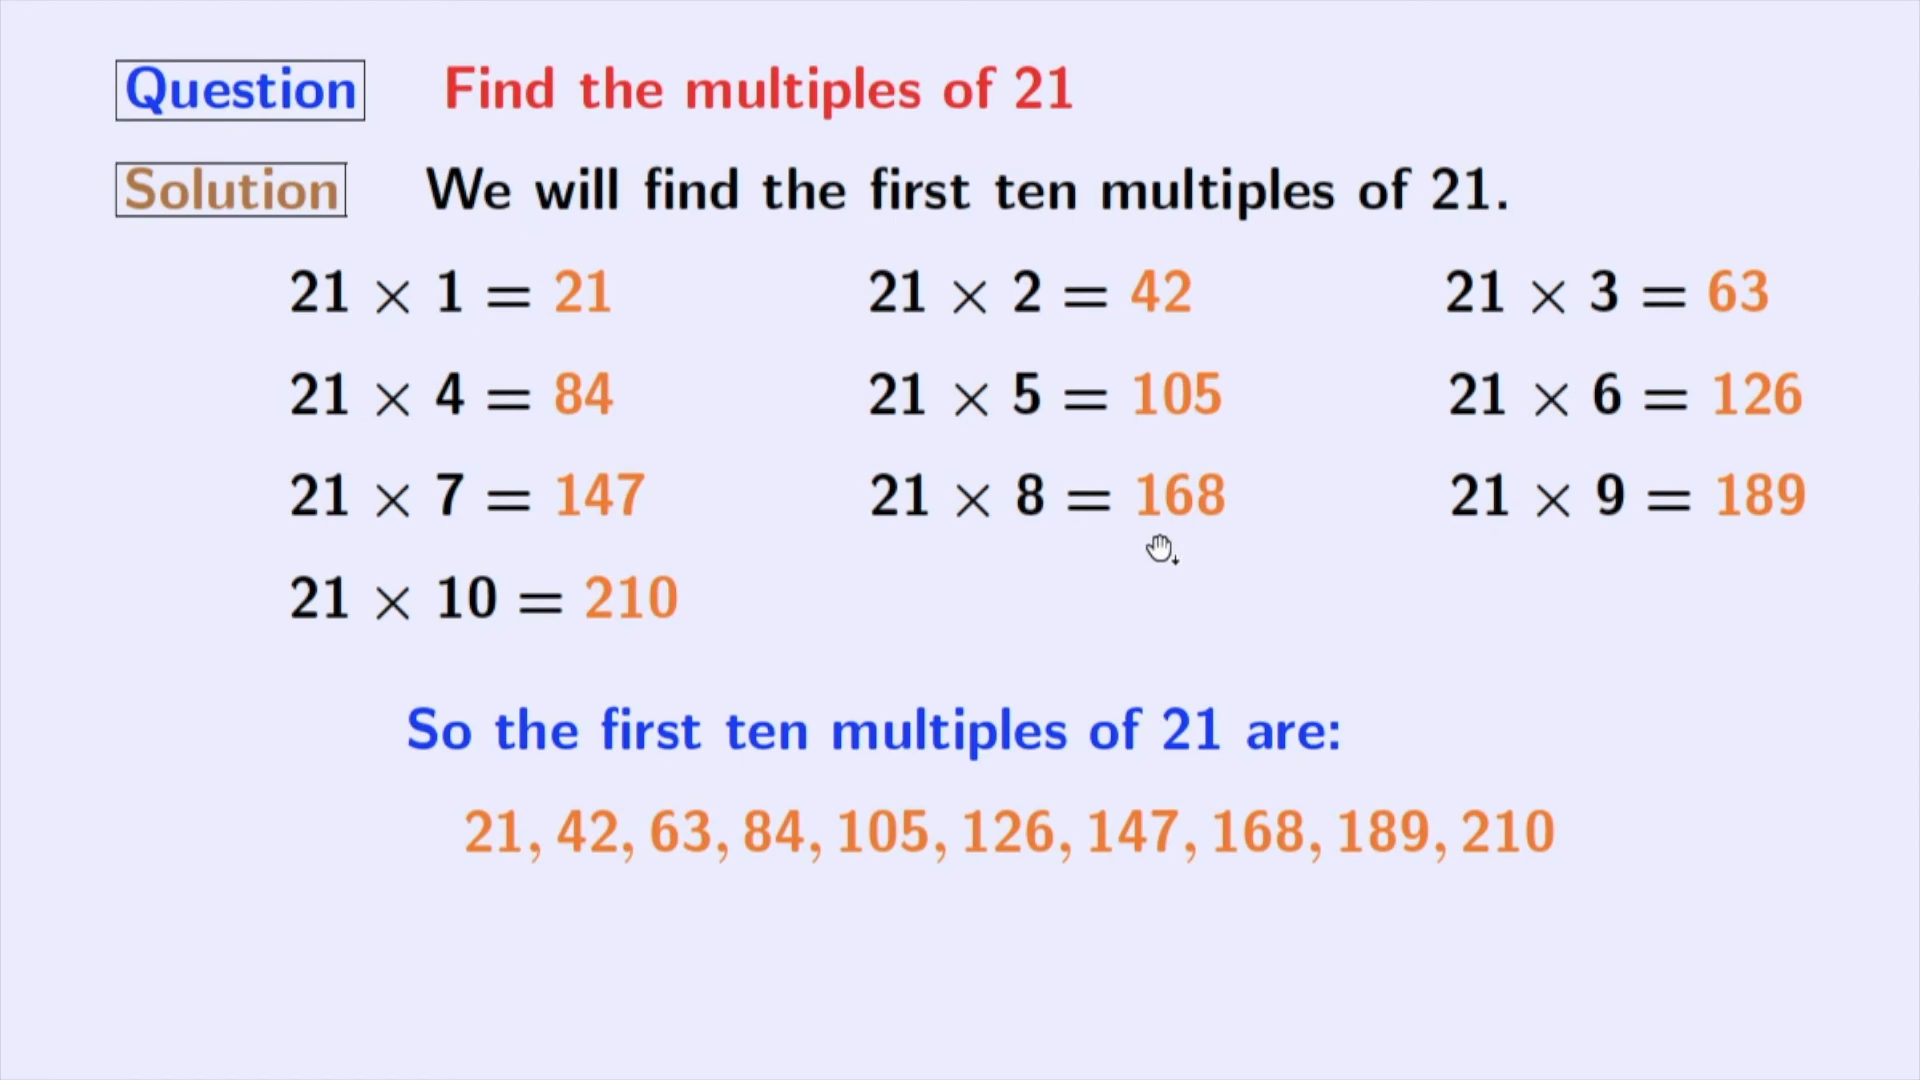 Question Find the multiples of 21
Solution We will find the first ten multiples of 21.
21 × 1 = 21 21 × 2 = 42 21 × 3 = 63
21 × 4 = 84 21 × 5 = 105 21 × 6 = 126
21 × 7 = 147 21 × 8 = 168 21 × 9 = 189
21 × 10 = 210
So the first ten multiples of 21 are:
21, 42, 63, 84, 105, 126, 147, 168, 189, 210